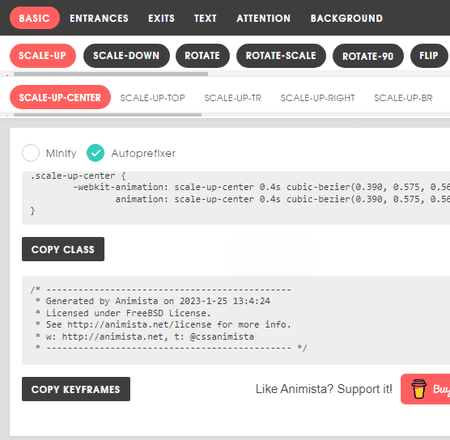 BASIC ENTRANCES EXITS TEXT ATTENTION BACKGROUND
SCALE-UP SCALE-DOWN ROTATE ROTATE-SCALE ROTATE-90 FLIP
SCALE-UP-CENTER SCALE-UP-TOP SCALE-UP-TR SCALE-UP-RIGHT SCALE-UP-BR
Minify Autoprefixer
.scale-up-center {
-webkit-animation: scale-up-center 0.4s cubic-bezier(0.390, 0.575, 0.56
animation: scale-up-center 0.4s cubic-bezier(0.390, 0.575, 0.56
}
COPY CLASS
/* ----------------------------------------------
* Generated by Animista on 2023-1-25 13:4:24
* Licensed under FreeBSD License.
* See http://animista.net/license for more info.
* w: http://animista.net, t: @cssanimista
* ---------------------------------------------- */
COPY KEYFRAMES
Like Animista? Support it!